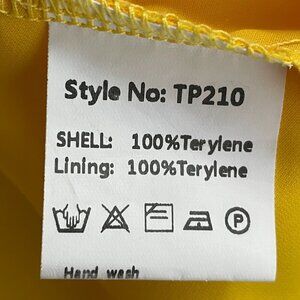 Style No: TP210
SHELL: 100%Terylene
Lining: 100%Terylene
P
Hand wash